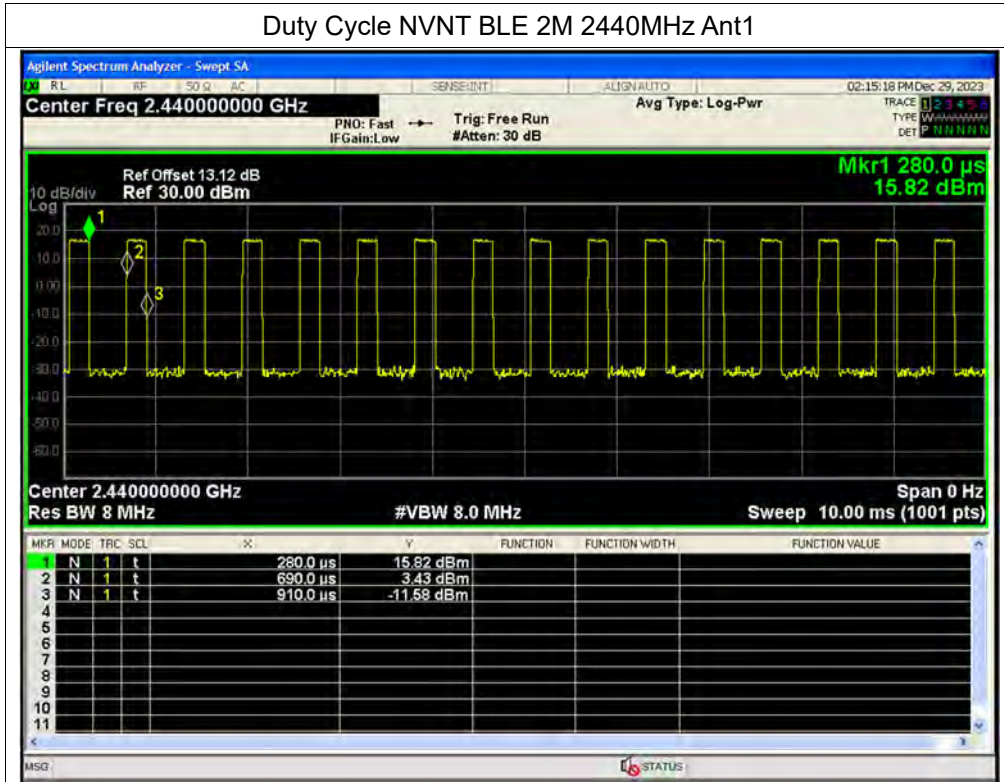 Duty Cycle NVNT BLE 2M 2440MHz Ant1
Agilent Spectrum Analyzer - Swept SA
LXI RL RF 50 Ω AC SENSE:INT ALIGN AUTO 02:15:18 PM Dec 29, 2023
Center Freq 2.440000000 GHz Avg Type: Log-Pwr TRACE 1 2 3 4 5 6
PNO: Fast Trig: Free Run TYPE W
IFGain:Low #Atten: 30 dB DET P N N N N N
Mkr1 280.0 µs
Ref Offset 13.12 dB
10 dB/div Ref 30.00 dBm 15.82 dBm
Log
1
20.0
2
10.0
0.00
3
-10.0
-20.0
-30.0
-40.0
-50.0
-60.0
Center 2.440000000 GHz Span 0 Hz
Res BW 8 MHz #VBW 8.0 MHz Sweep 10.00 ms (1001 pts)
MKR MODE TRC SCL X Y FUNCTION FUNCTION WIDTH FUNCTION VALUE
1 N 1 t 280.0 µs 15.82 dBm
2 N 1 t 690.0 µs 3.43 dBm
3 N 1 t 910.0 µs -11.58 dBm
4
5
6
7
8
9
10
11
MSG STATUS